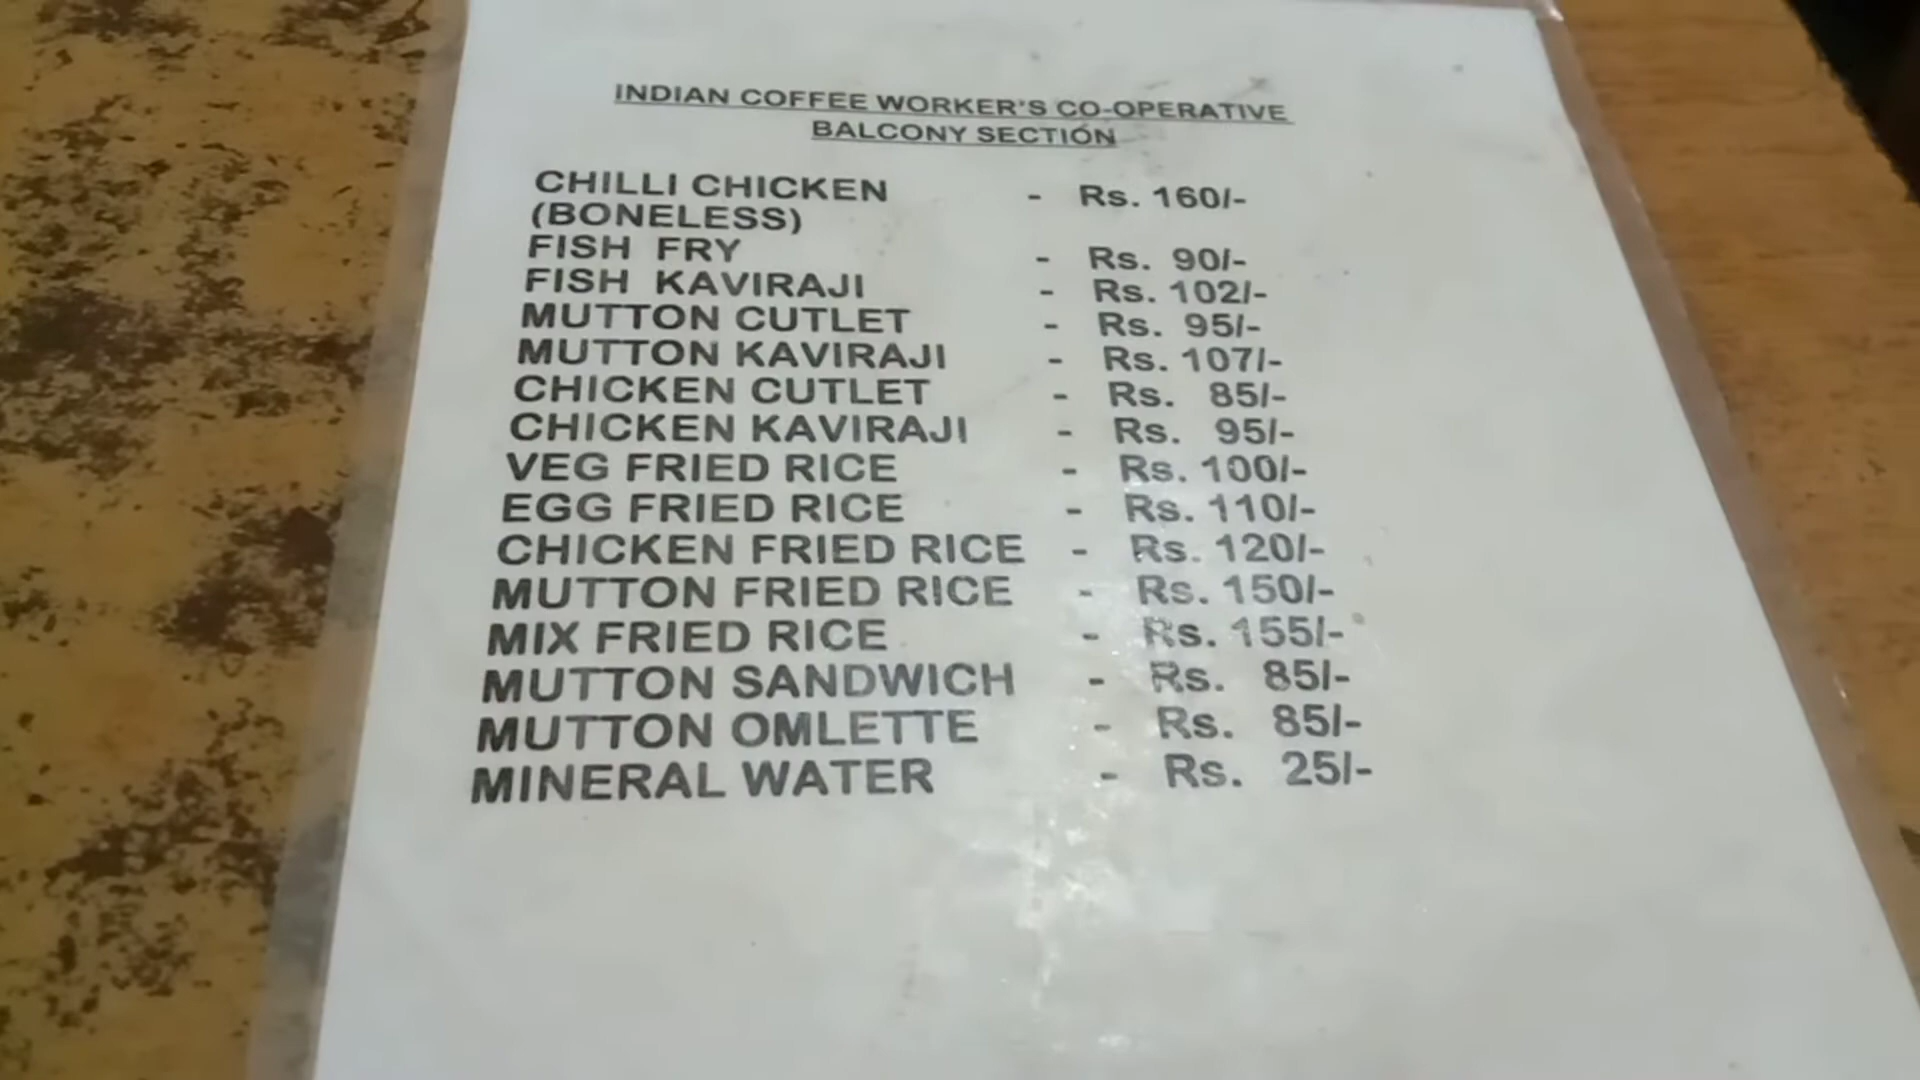 INDIAN COFFEE WORKER'S CO-OPERATIVE
BALCONY SECTION
CHILLI CHICKEN - Rs. 160/-
(BONELESS)
FISH FRY - Rs. 90/-
FISH KAVIRAJI - Rs. 102/-
MUTTON CUTLET - Rs. 95/-
MUTTON KAVIRAJI - Rs. 107/-
CHICKEN CUTLET - Rs. 85/-
CHICKEN KAVIRAJI - Rs. 95/-
VEG FRIED RICE - Rs. 100/-
EGG FRIED RICE - Rs. 110/-
CHICKEN FRIED RICE - Rs. 120/-
MUTTON FRIED RICE - Rs. 150/-
MIX FRIED RICE - Rs. 155/-
MUTTON SANDWICH - Rs. 85/-
MUTTON OMLETTE - Rs. 85/-
MINERAL WATER - Rs. 25/-